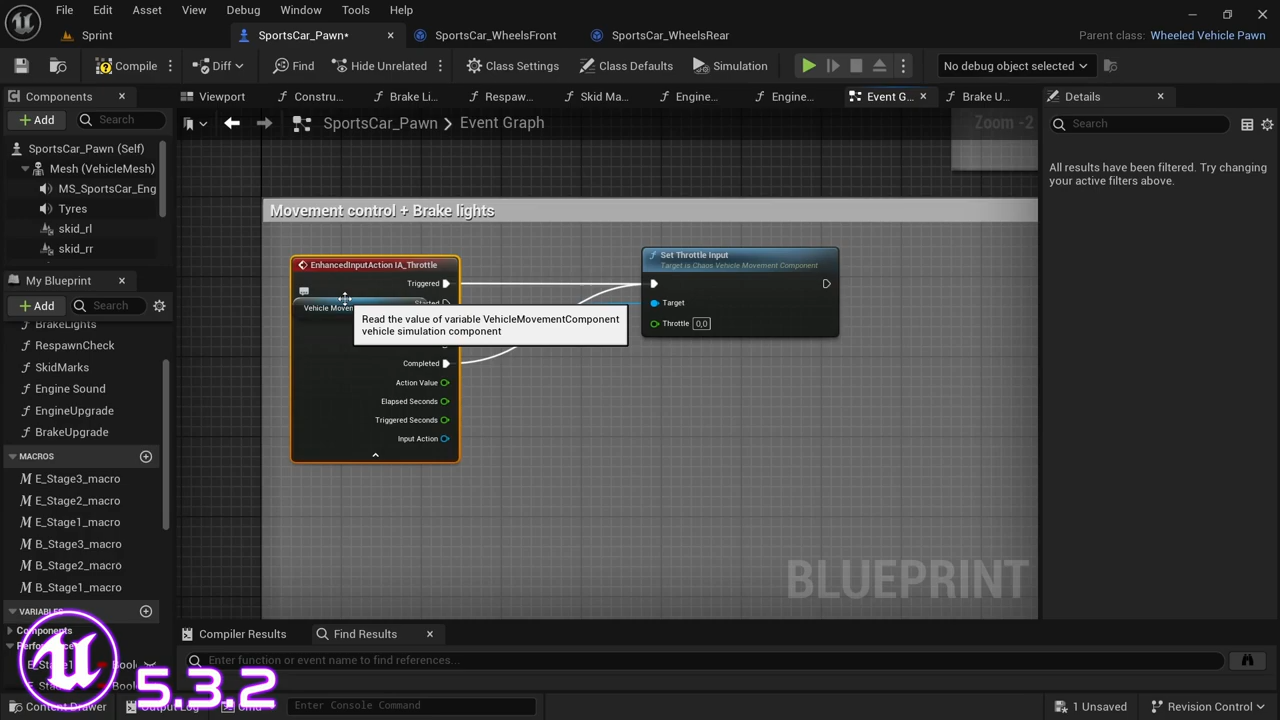 File Edit Asset View Debug Window Tools Help
Sprint SportsCar_Pawn* SportsCar_WheelsFront SportsCar_WheelsRear Parent class: Wheeled Vehicle Pawn
Compile Diff Find Hide Unrelated Class Settings Class Defaults Simulation No debug object selected
Components Viewport Constru... Brake Li... Respaw... Skid Ma... Engine... Engine... Event G... Brake U... Details
Add Search SportsCar_Pawn Event Graph Zoom -2 Search
SportsCar_Pawn (Self)
Mesh (VehicleMesh)
MS_SportsCar_Eng
Tyres
skid_rl
skid_rr
All results have been filtered. Try changing
your active filters above.
My Blueprint
Add Search
BrakeLights
RespawnCheck
SkidMarks
Engine Sound
EngineUpgrade
BrakeUpgrade
MACROS
E_Stage3_macro
E_Stage2_macro
E_Stage1_macro
B_Stage3_macro
B_Stage2_macro
B_Stage1_macro
VARIABLES
Components
Movement control + Brake lights
EnhancedInputAction IA_Throttle
Triggered
Started
Vehicle Movem
Read the value of variable VehicleMovementComponent
vehicle simulation component
Completed
Action Value
Elapsed Seconds
Triggered Seconds
Input Action
Set Throttle Input
Target is Chaos Vehicle Movement Component
Target
Throttle 0,0
BLUEPRINT
Compiler Results Find Results
Enter function or event name to find references...
5.3.2
Enter Console Command 1 Unsaved Revision Control